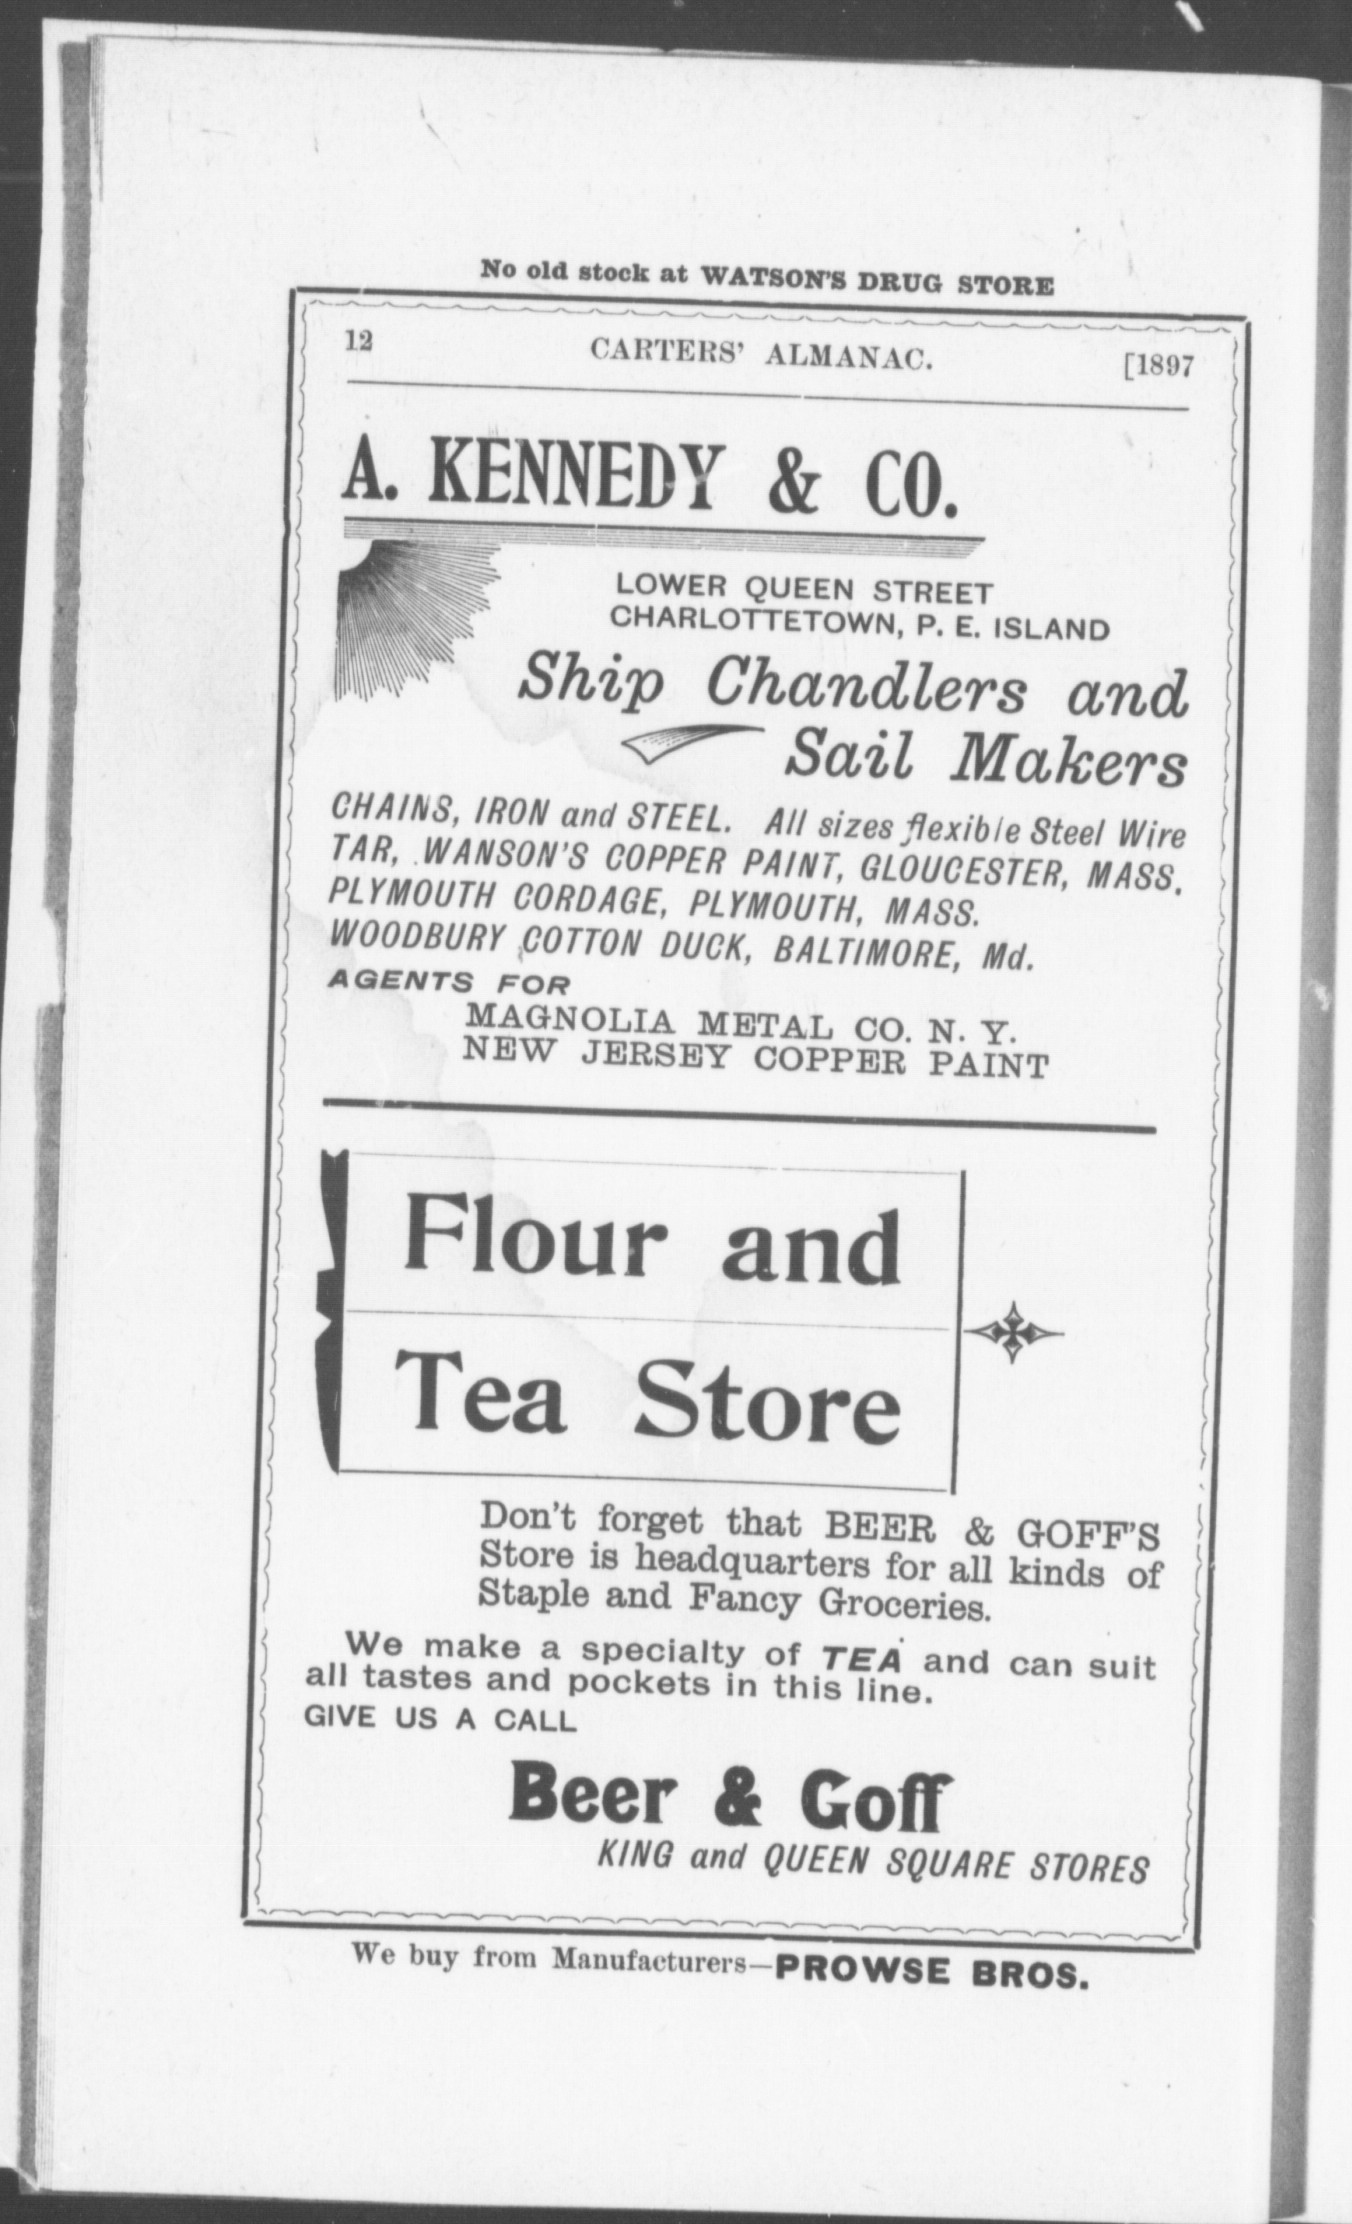 No old stock at WATSON'S DRUG STORE
12 CARTERS' ALMANAC. [1897
A. KENNEDY & CO.
LOWER QUEEN STREET
CHARLOTTETOWN, P. E. ISLAND
Ship Chandlers and
Sail Makers
CHAINS, IRON and STEEL. All sizes flexible Steel Wire
TAR, WANSON'S COPPER PAINT, GLOUCESTER, MASS.
PLYMOUTH CORDAGE, PLYMOUTH, MASS.
WOODBURY COTTON DUCK, BALTIMORE, Md.
AGENTS FOR
MAGNOLIA METAL CO. N. Y.
NEW JERSEY COPPER PAINT
Flour and
Tea Store
Don't forget that BEER & GOFF'S
Store is headquarters for all kinds of
Staple and Fancy Groceries.
We make a specialty of TEA and can suit
all tastes and pockets in this line.
GIVE US A CALL
Beer & Goff
KING and QUEEN SQUARE STORES
We buy from Manufacturers—PROWSE BROS.